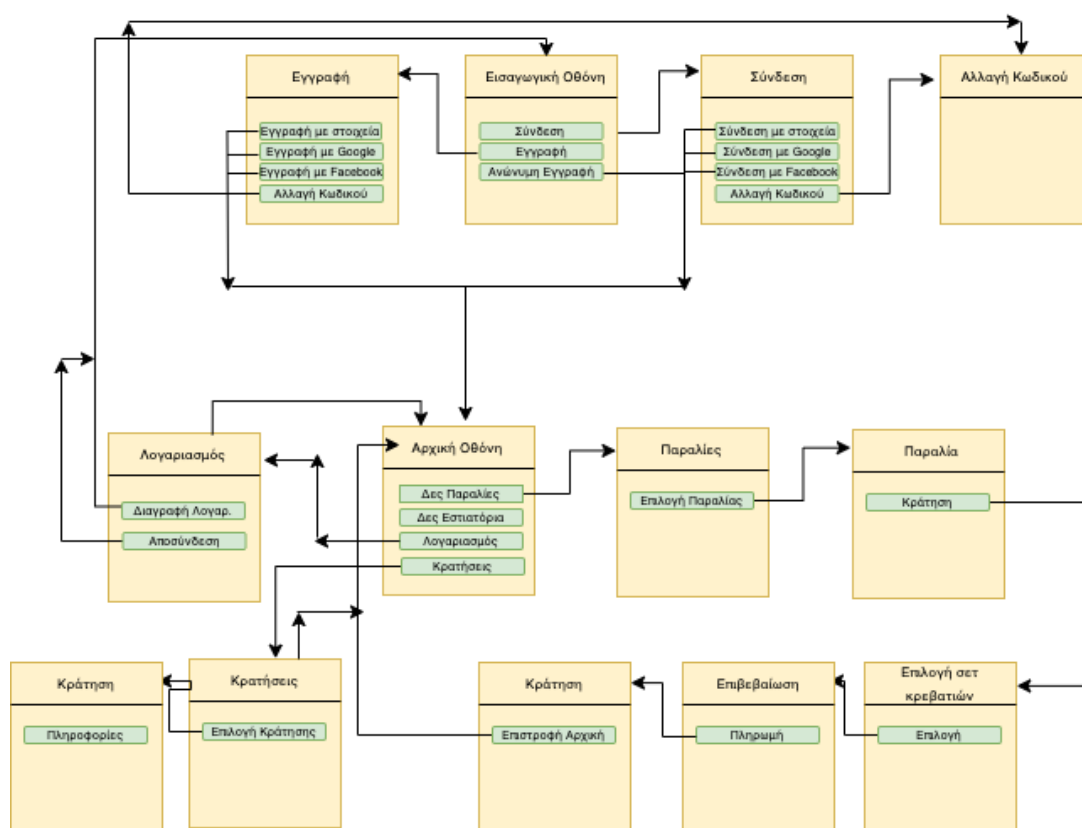 Εγγραφή
Εγγραφή με στοιχεία
Εγγραφή με Google
Εγγραφή με Facebook
Αλλαγή Κωδικού
Εισαγωγική Οθόνη
Σύνδεση
Εγγραφή
Ανώνυμη Εγγραφή
Σύνδεση
Σύνδεση με στοιχεία
Σύνδεση με Google
Σύνδεση με Facebook
Αλλαγή Κωδικού
Αλλαγή Κωδικού
Λογαριασμός
Διαγραφή Λογαρ.
Αποσύνδεση
Αρχική Οθόνη
Δες Παραλίες
Δες Εστιατόρια
Λογαριασμός
Κρατήσεις
Παραλίες
Επιλογή Παραλίας
Παραλία
Κράτηση
Κράτηση
Πληροφορίες
Κρατήσεις
Επιλογή Κράτησης
Κράτηση
Επιστροφή Αρχική
Επιβεβαίωση
Πληρωμή
Επιλογή σετ
κρεβατιών
Επιλογή